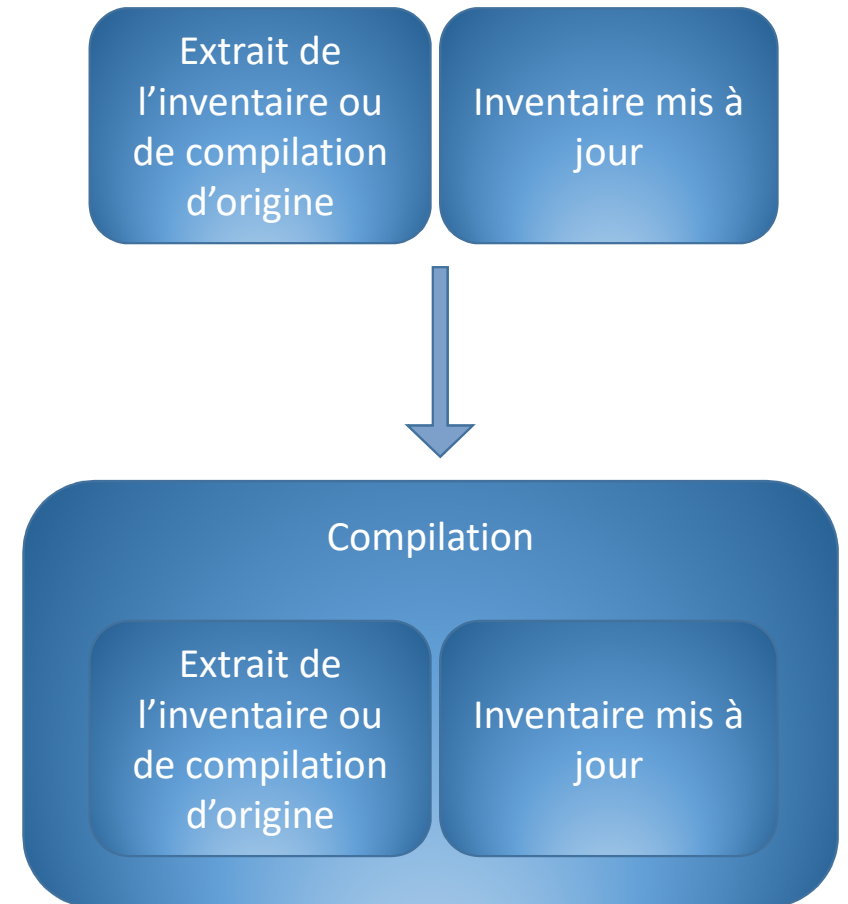 Extrait de
l’inventaire ou
de compilation
d’origine
Inventaire mis à
jour
Compilation
Extrait de
l’inventaire ou
de compilation
d’origine
Inventaire mis à
jour